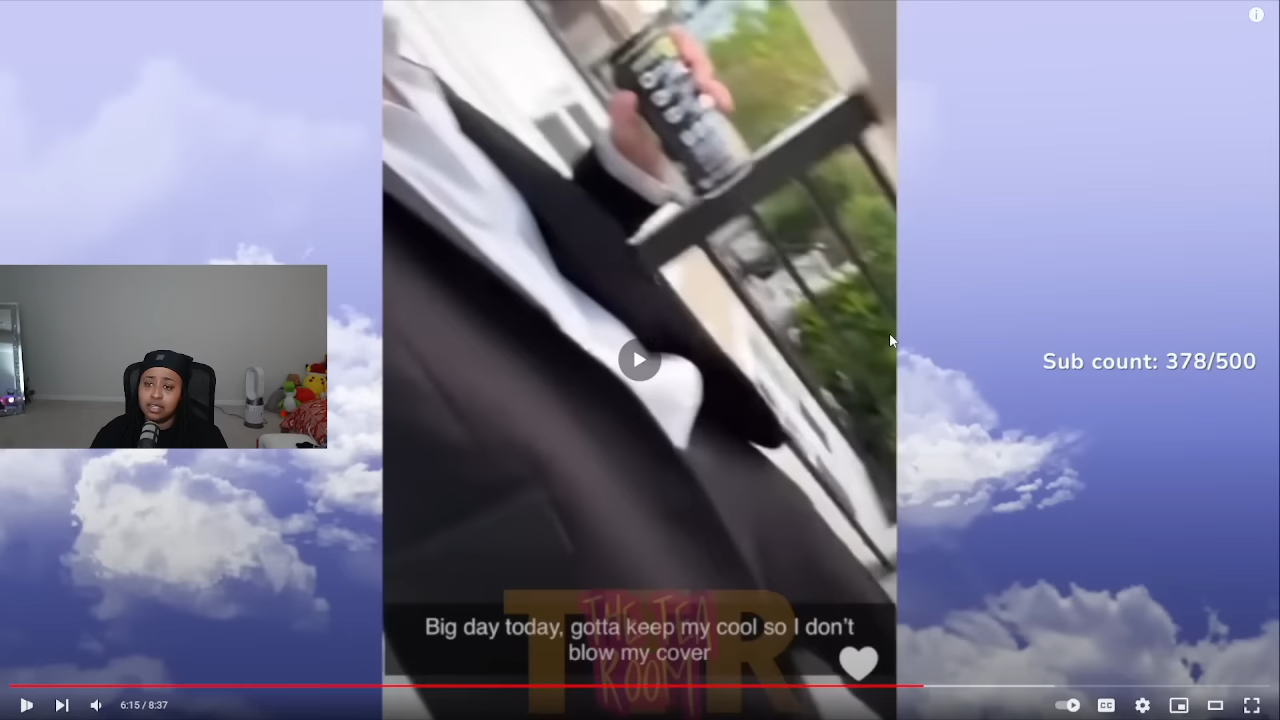 Sub count: 378/500
Big day today, gotta keep my cool so I don't
blow my cover
THE TEA
ROOM
T R
6:15 / 8:37
CC